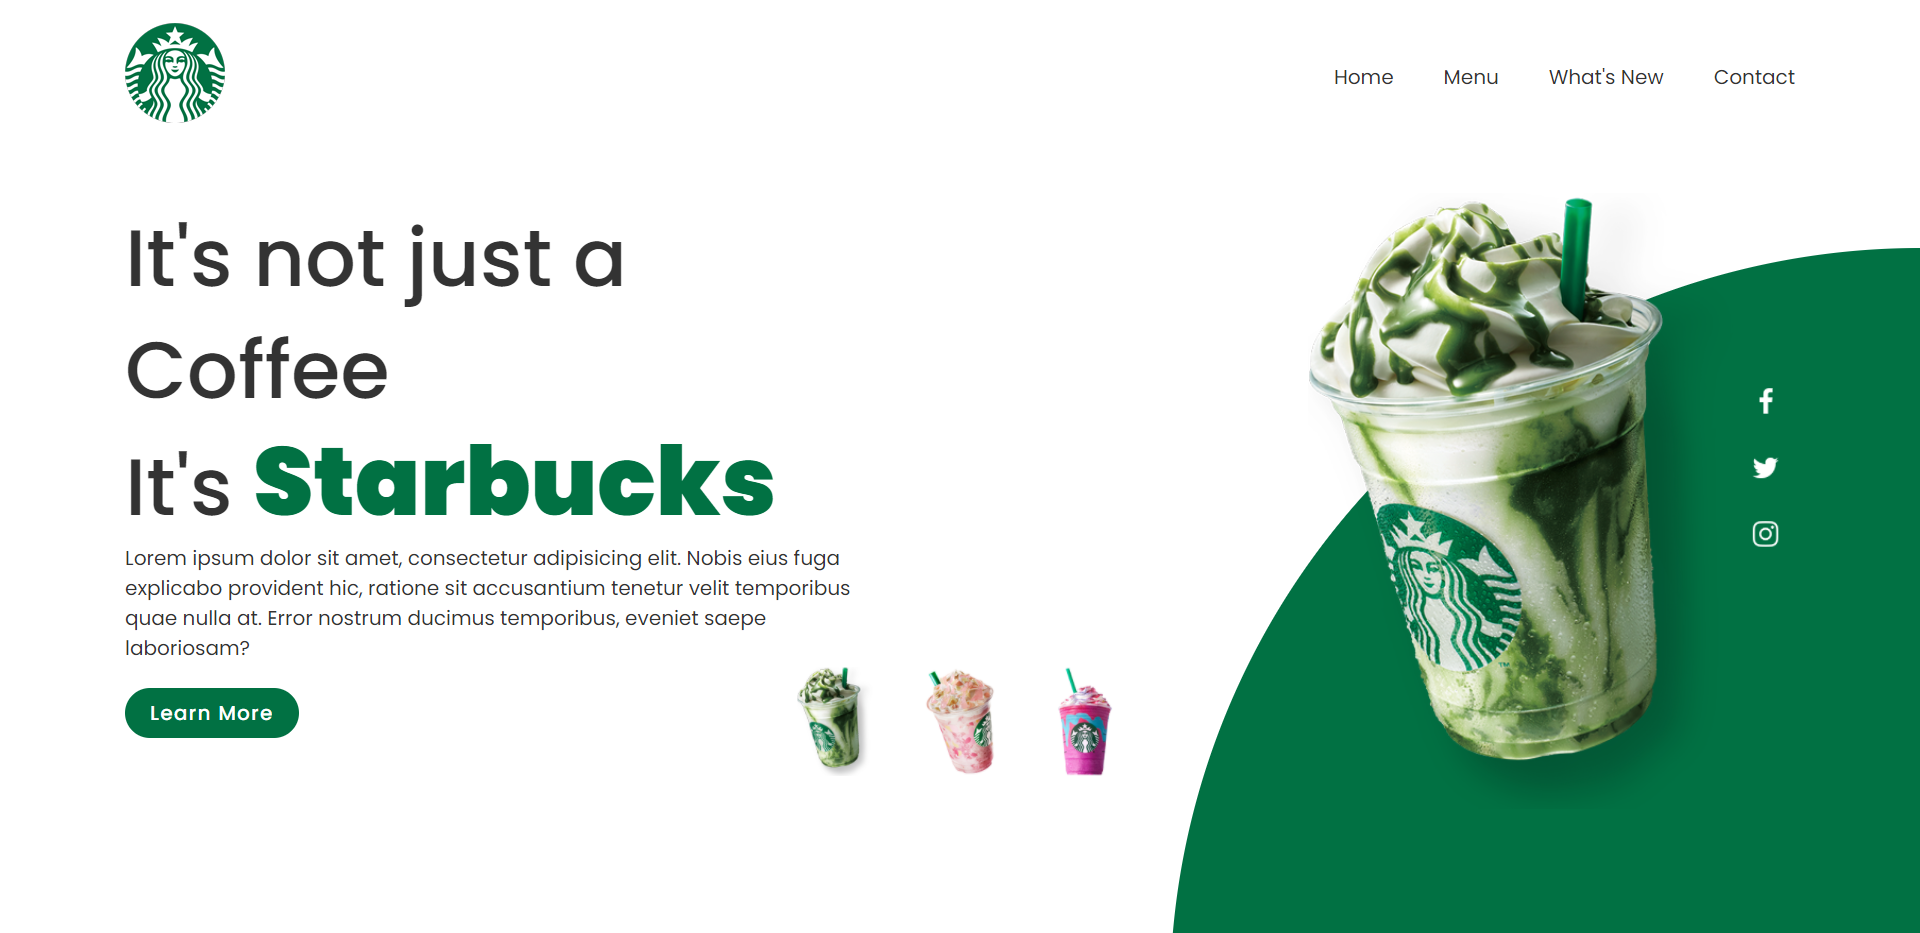 Home Menu What's New Contact
It's not just a
Coffee
It's Starbucks
Lorem ipsum dolor sit amet, consectetur adipisicing elit. Nobis eius fuga
explicabo provident hic, ratione sit accusantium tenetur velit temporibus
quae nulla at. Error nostrum ducimus temporibus, eveniet saepe
laboriosam?
Learn More
TM